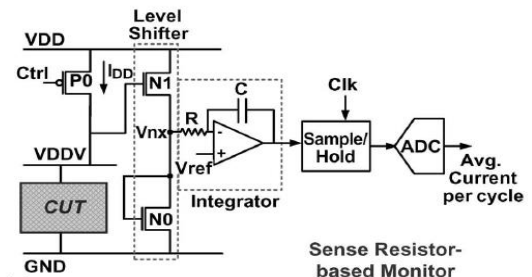 Level
Shifter
VDD
Ctrl
P0
IDD
N1
C
R
Vnx
-
+
Vref
Integrator
Clk
Sample/
Hold
ADC
Avg.
Current
per cycle
VDDV
CUT
N0
GND
Sense Resistor-
based Monitor